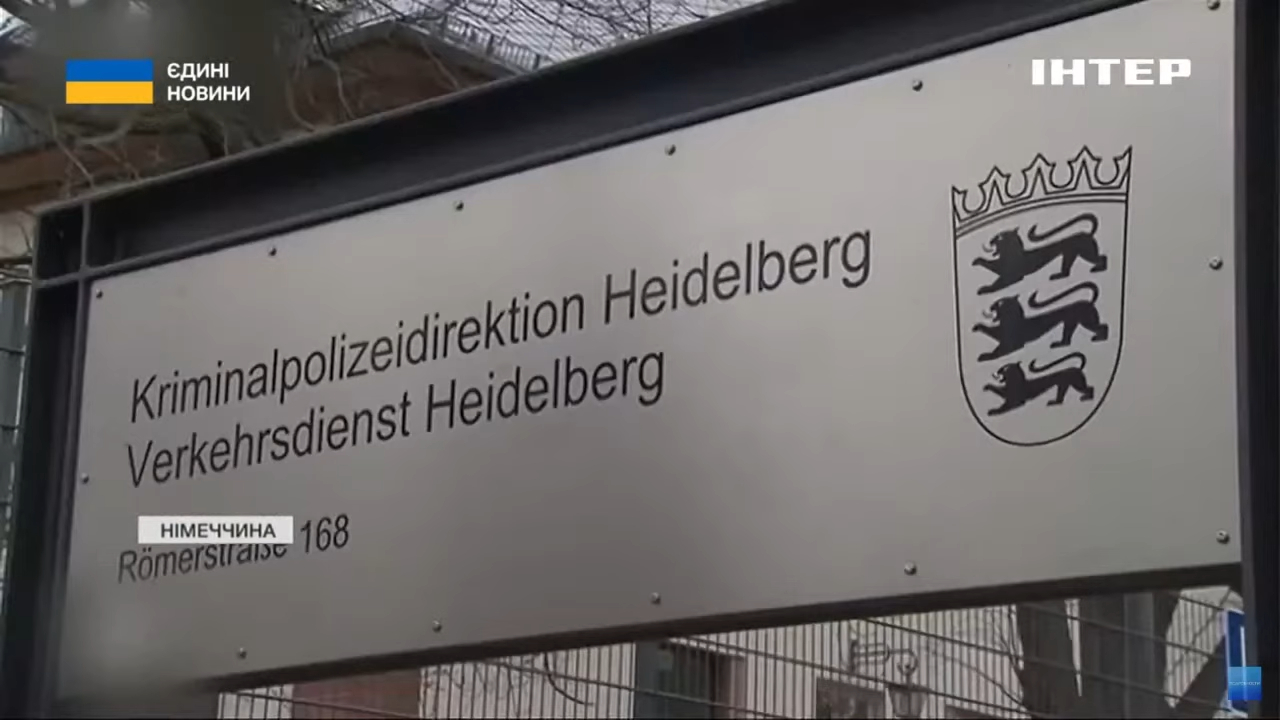 ЄДИНІ
НОВИНИ
ІНТЕР
Kriminalpolizeidirektion Heidelberg
Verkehrsdienst Heidelberg
НІМЕЧЧИНА
Römerstraße 168